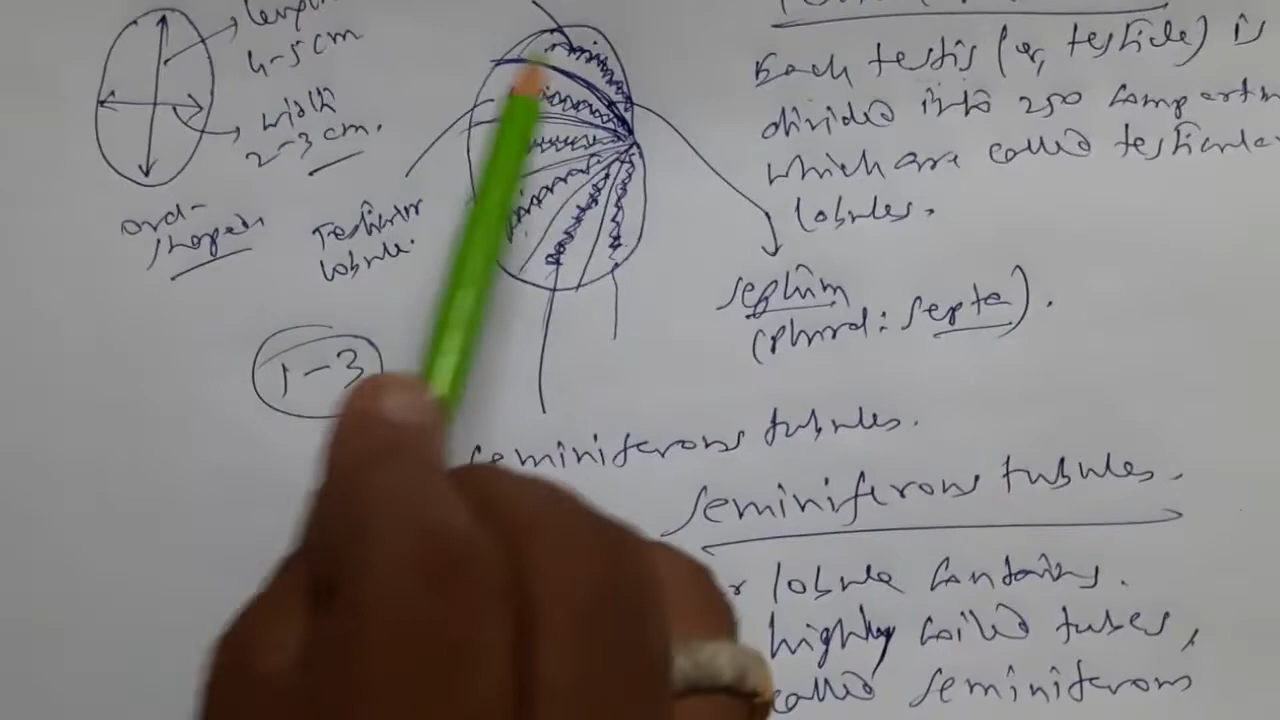 length
4-5 cm
width
2-3 cm.
oval-
shaped
Testicular
lobule.
Each testis (or, testicle) is
divided into 250 compartm
which are called testicular
lobules.
septum
(plural: septa).
1-3
seminiferous tubules.
seminiferous tubules.
lobule contains.
highly coiled tubes,
called seminiferous